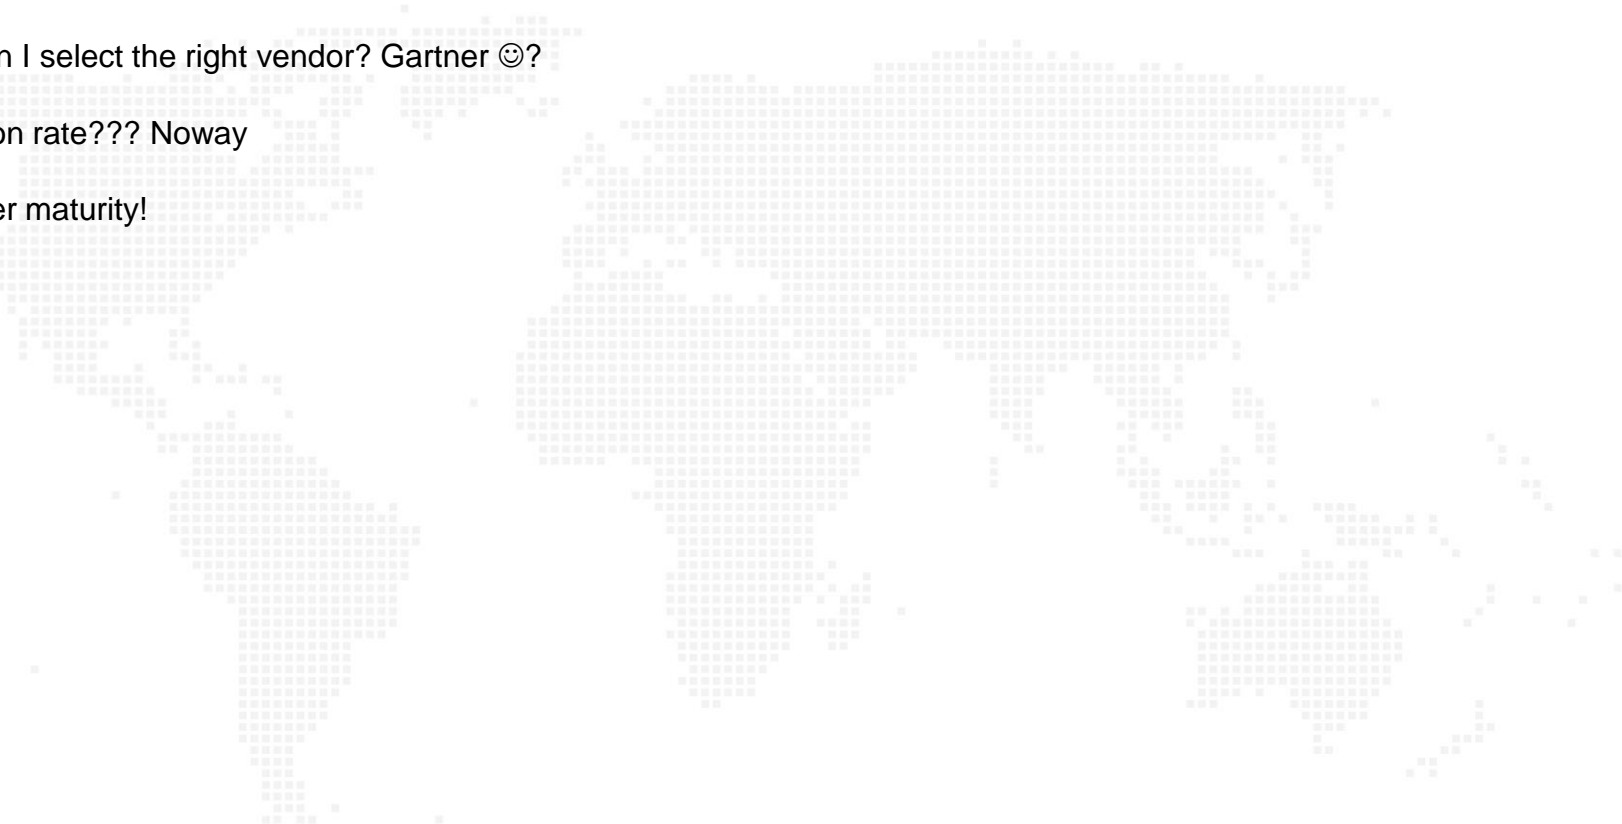 n I select the right vendor? Gartner ☺?
on rate??? Noway
er maturity!